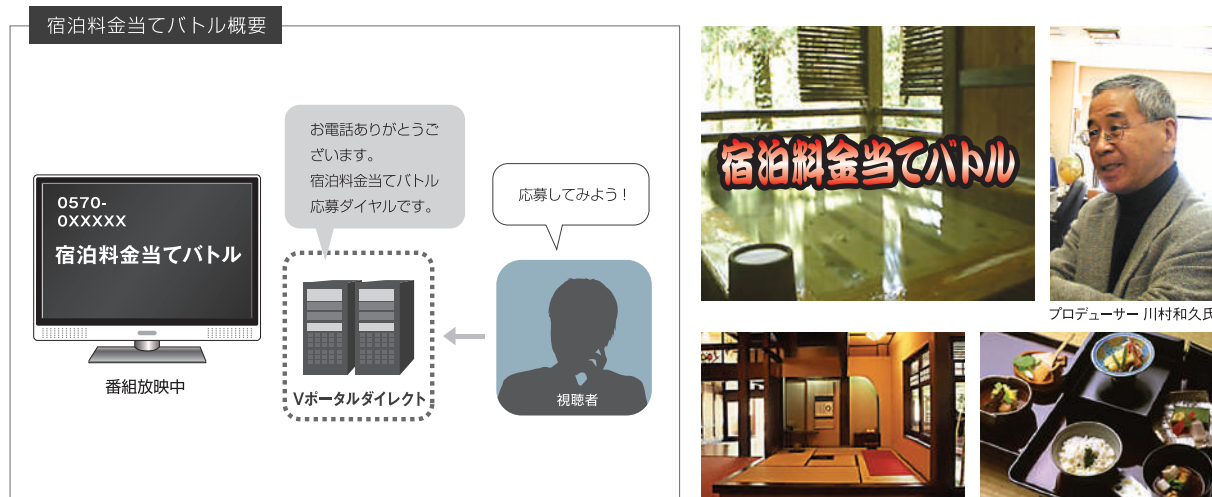 宿泊料金当てバトル概要
お電話ありがとうご
ざいます。
宿泊料金当てバトル
応募ダイヤルです。
応募してみよう！
0570-
0XXXXX
宿泊料金当てバトル
番組放映中
Vポータルダイレクト
視聴者
宿泊料金当てバトル
プロデューサー 川村和久氏